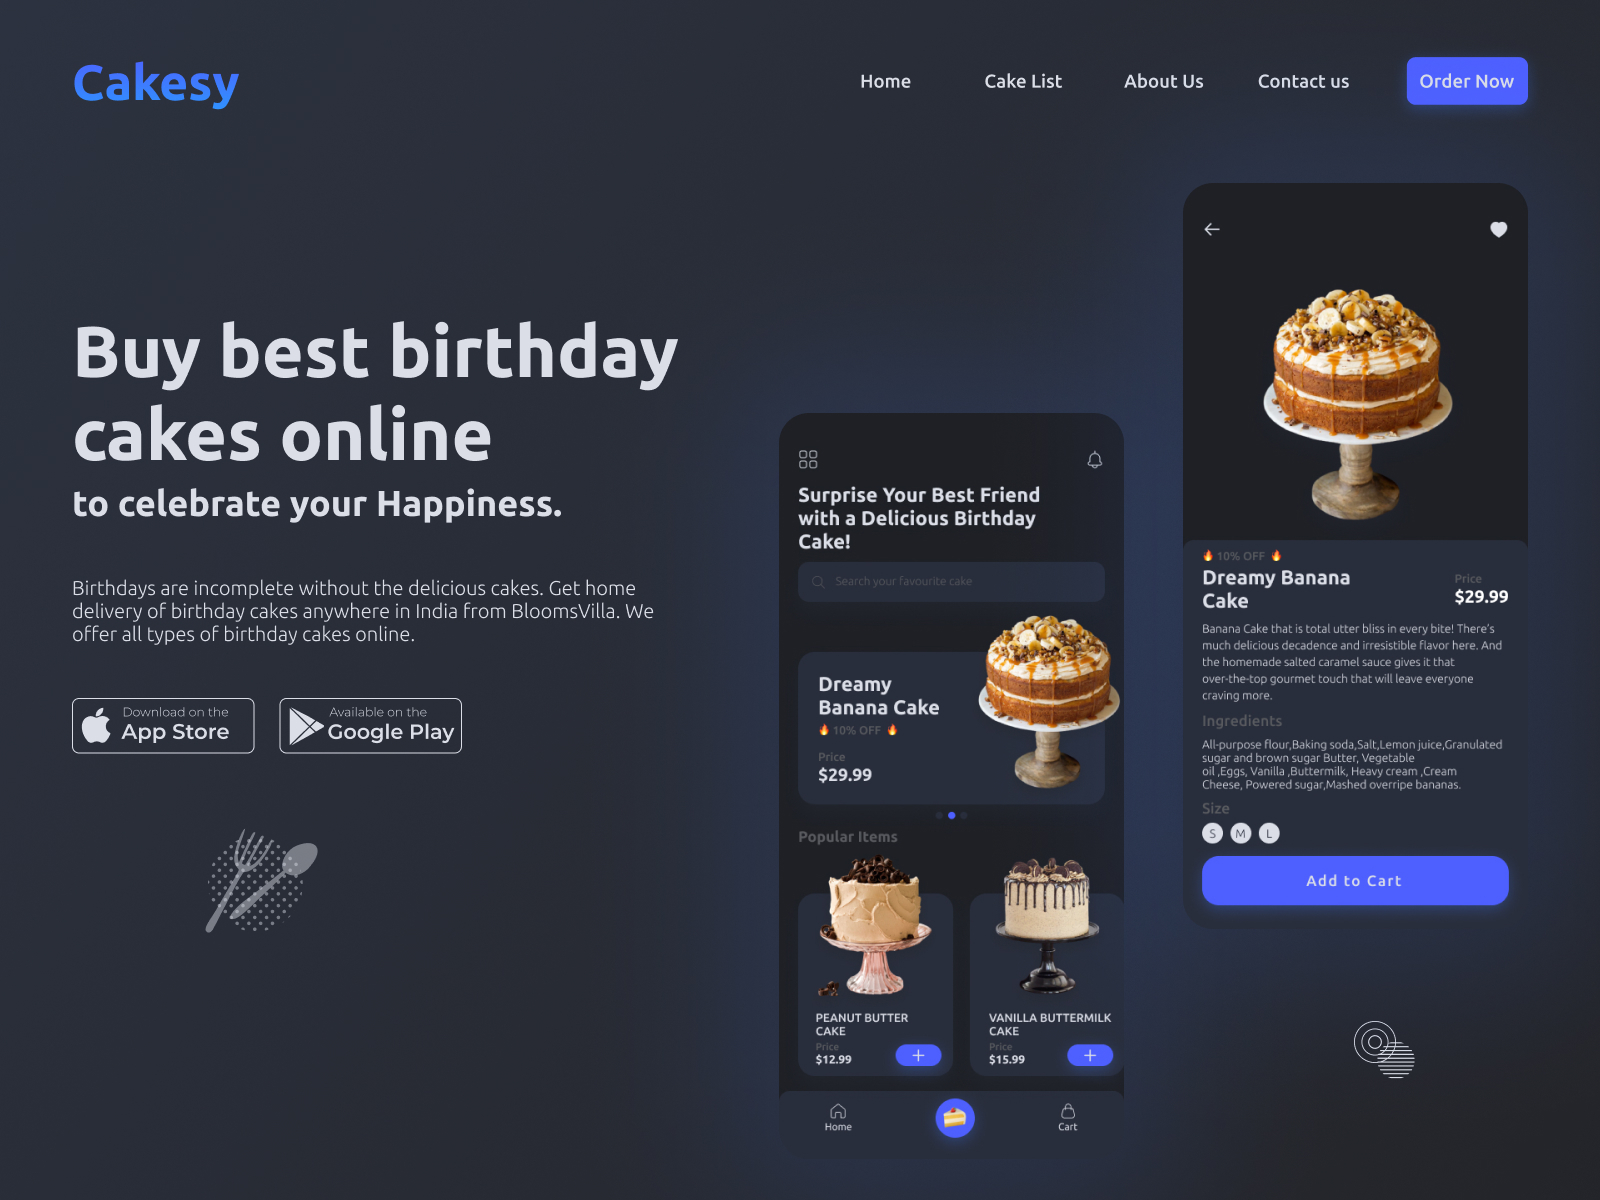 Cakesy
Home
Cake List
About Us
Contact us
Order Now
Buy best birthday
cakes online
to celebrate your Happiness.
Birthdays are incomplete without the delicious cakes. Get home
delivery of birthday cakes anywhere in India from BloomsVilla. We
offer all types of birthday cakes online.
Download on the
App Store
Available on the
Google Play
Surprise Your Best Friend
with a Delicious Birthday
Cake!
Search your favourite cake
Dreamy
Banana Cake
🔥 10% OFF 🔥
Price
$29.99
Popular Items
PEANUT BUTTER
CAKE
Price
$12.99
VANILLA BUTTERMILK
CAKE
Price
$15.99
Home
Cart
🔥 10% OFF 🔥
Dreamy Banana
Cake
Price
$29.99
Banana Cake that is total utter bliss in every bite! There's
much delicious decadence and irresistible flavor here. And
the homemade salted caramel sauce gives it that
over-the-top gourmet touch that will leave everyone
craving more.
Ingredients
All-purpose flour,Baking soda,Salt,Lemon juice,Granulated
sugar and brown sugar Butter, Vegetable
oil ,Eggs, Vanilla ,Buttermilk, Heavy cream ,Cream
Cheese, Powered sugar,Mashed overripe bananas.
Size
S M L
Add to Cart